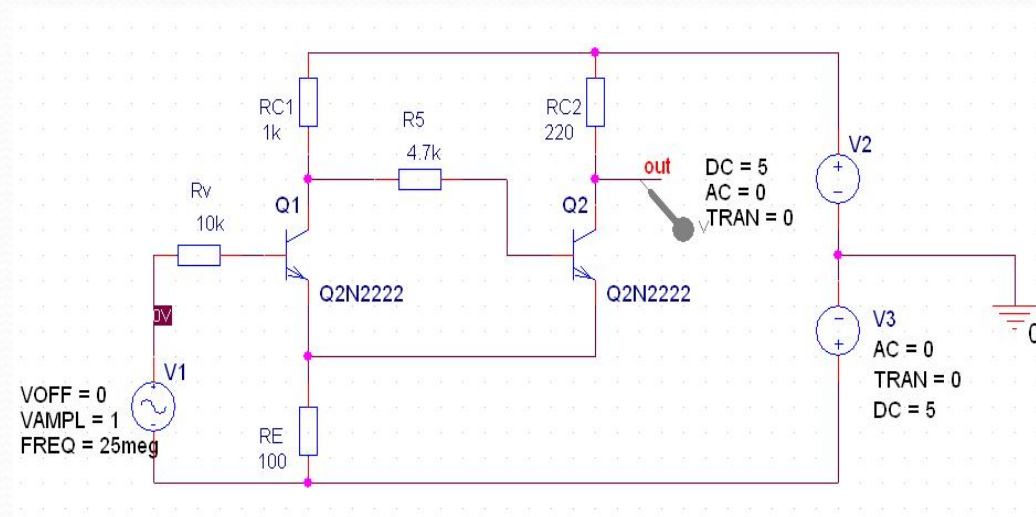 RC1
1k
R5
4.7k
RC2
220
out
DC = 5
AC = 0
TRAN = 0
V
V2
Rv
10k
Q1
Q2
Q2N2222
Q2N2222
0V
V1
VOFF = 0
VAMPL = 1
FREQ = 25meg
RE
100
V3
AC = 0
TRAN = 0
DC = 5
0